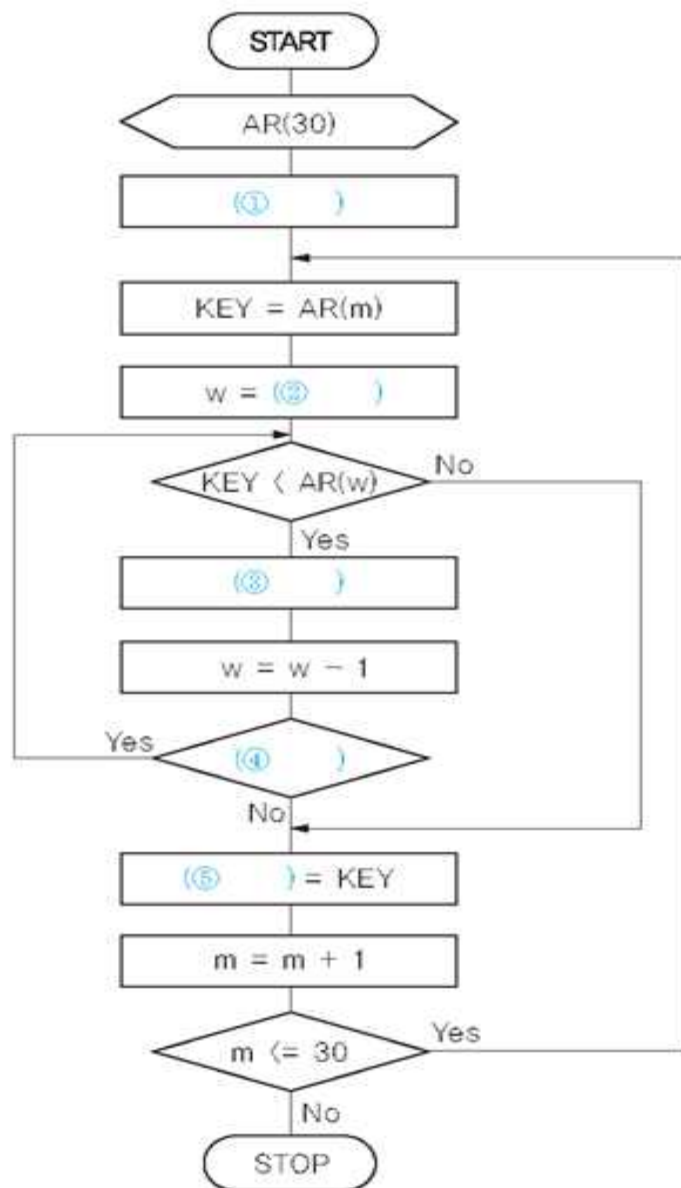 START
AR(30)
(① )
KEY = AR(m)
w = (② )
KEY < AR(w)
No
Yes
(③ )
w = w - 1
Yes
(④ )
No
(⑤ ) = KEY
m = m + 1
m <= 30
Yes
No
STOP